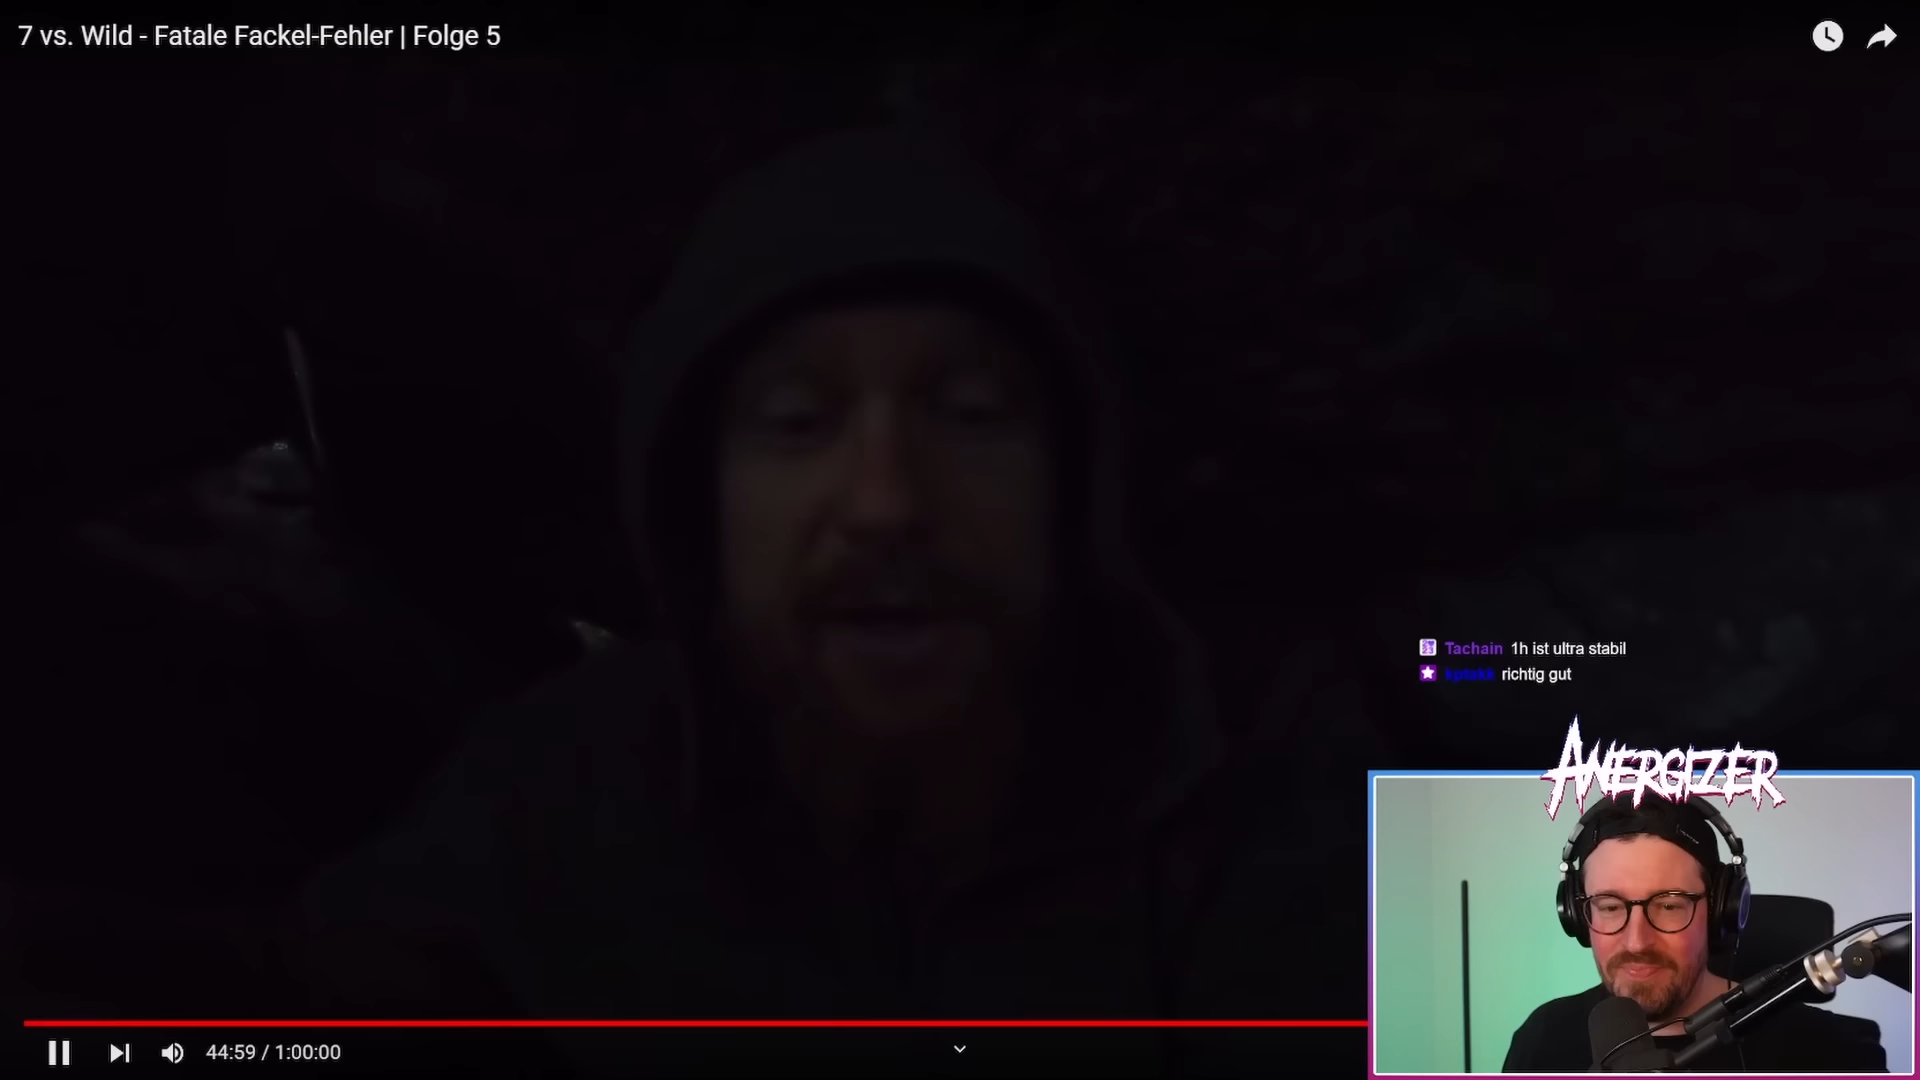 7 vs. Wild - Fatale Fackel-Fehler | Folge 5
Tachain 1h ist ultra stabil
richtig gut
ANERGIZER
44:59 / 1:00:00